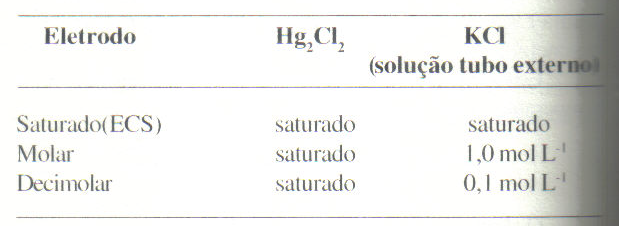 Eletrodo Hg₂Cl₂ KCl
(solução tubo externo)
Saturado(ECS) saturado saturado
Molar saturado 1,0 mol L⁻¹
Decimolar saturado 0,1 mol L⁻¹